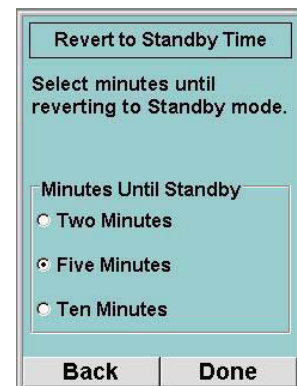 Revert to Standby Time
Select minutes until
reverting to Standby mode.
Minutes Until Standby
Two Minutes
Five Minutes
Ten Minutes
Back Done